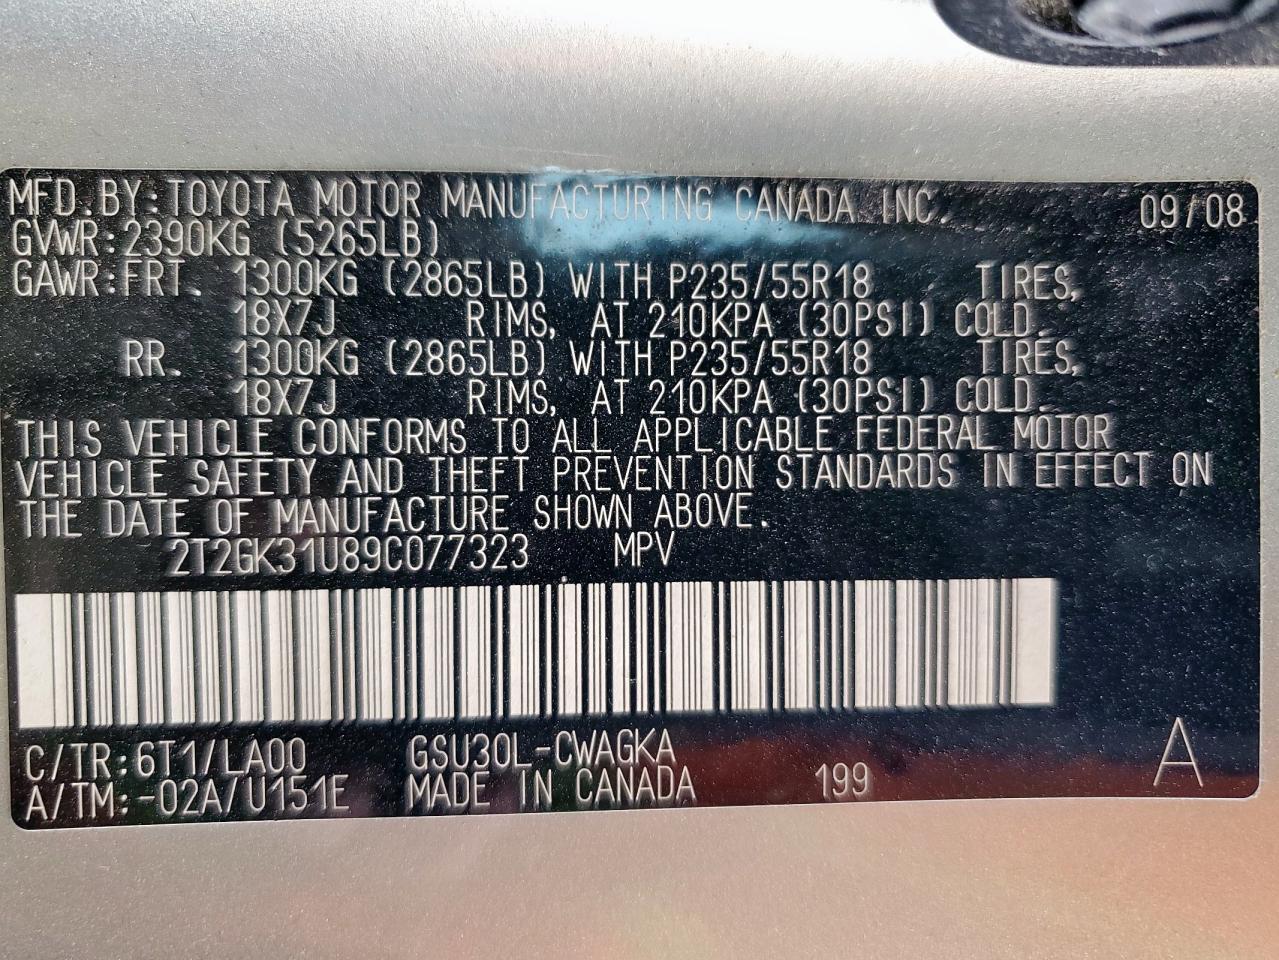 MFD.BY:TOYOTA MOTOR MANUFACTURING CANADA INC. 09/08
GVWR:2390KG (5265LB)
GAWR:FRT. 1300KG (2865LB) WITH P235/55R18 TIRES,
18X7J RIMS, AT 210KPA (30PSI) COLD.
RR. 1300KG (2865LB) WITH P235/55R18 TIRES,
18X7J RIMS, AT 210KPA (30PSI) COLD.
THIS VEHICLE CONFORMS TO ALL APPLICABLE FEDERAL MOTOR
VEHICLE SAFETY AND THEFT PREVENTION STANDARDS IN EFFECT ON
THE DATE OF MANUFACTURE SHOWN ABOVE.
2T2GK31U89C077323 MPV
C/TR:6T1/LA00 GSU30L-CWAGKA
A/TM:-02A/U151E MADE IN CANADA 199 A